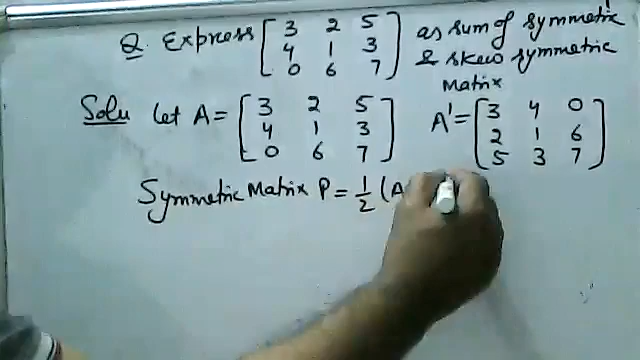 Q. Express [3 2 5 as sum of symmetric
4 1 3 & skew symmetric
0 6 7] Matrix
Solu Let A = [3 2 5 A' = [3 4 0
4 1 3 2 1 6
0 6 7] 5 3 7]
Symmetric Matrix P = 1/2 (A